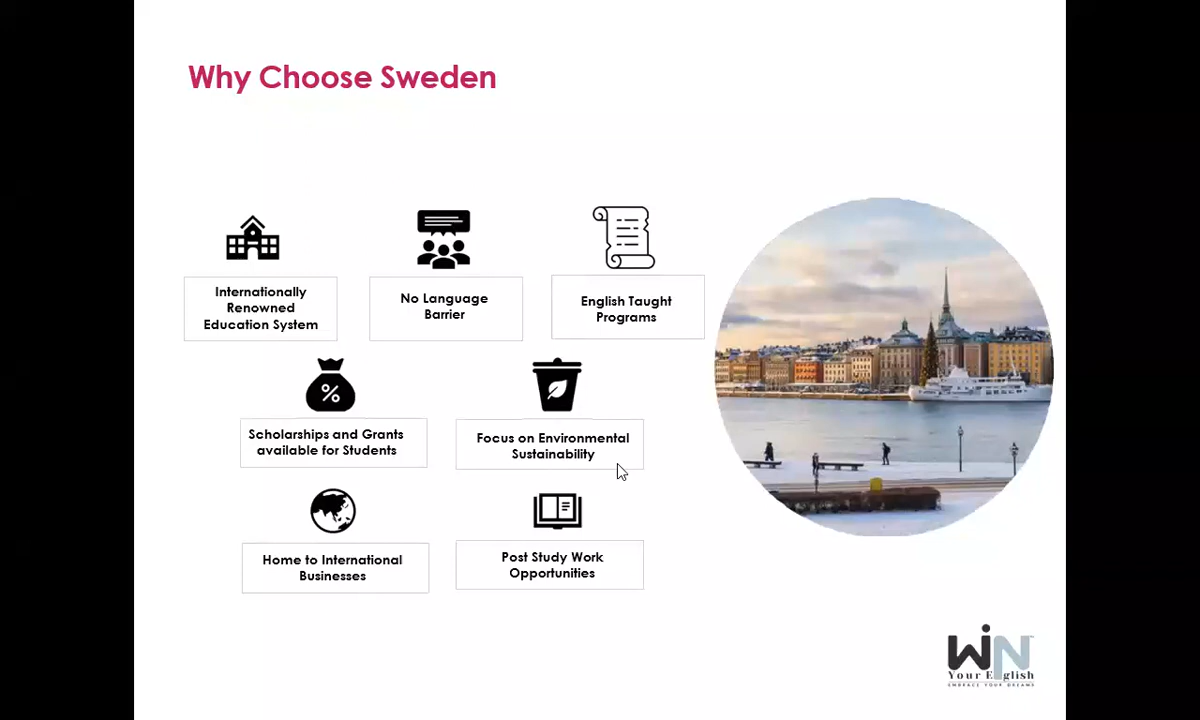 Why Choose Sweden
Internationally
Renowned
Education System
No Language
Barrier
English Taught
Programs
Scholarships and Grants
available for Students
Focus on Environmental
Sustainability
Home to International
Businesses
Post Study Work
Opportunities
WiN
Your English
EMBRACE YOUR DREAMS